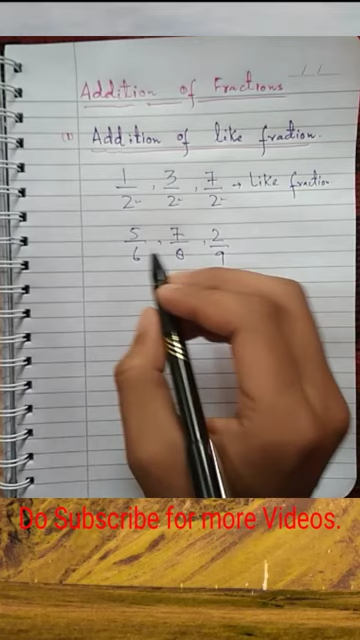 Addition of Fractions
(1) Addition of like fraction.
1/2, 3/2, 7/2 → Like fraction
5/6, 7/8, 2/9
Do Subscribe for more Videos.